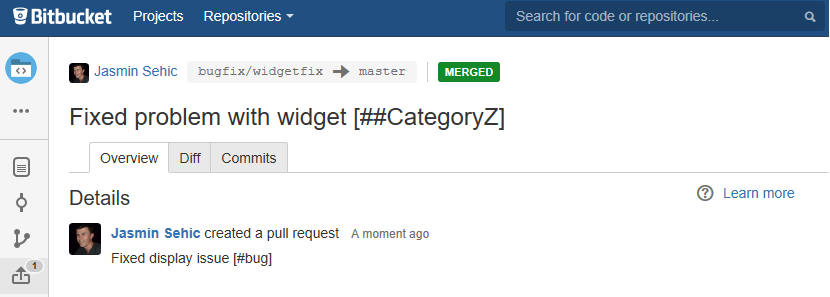 Bitbucket Projects Repositories Search for code or repositories...
Jasmin Sehic bugfix/widgetfix master MERGED
Fixed problem with widget [##CategoryZ]
Overview Diff Commits
Details Learn more
Jasmin Sehic created a pull request A moment ago
Fixed display issue [#bug]
1